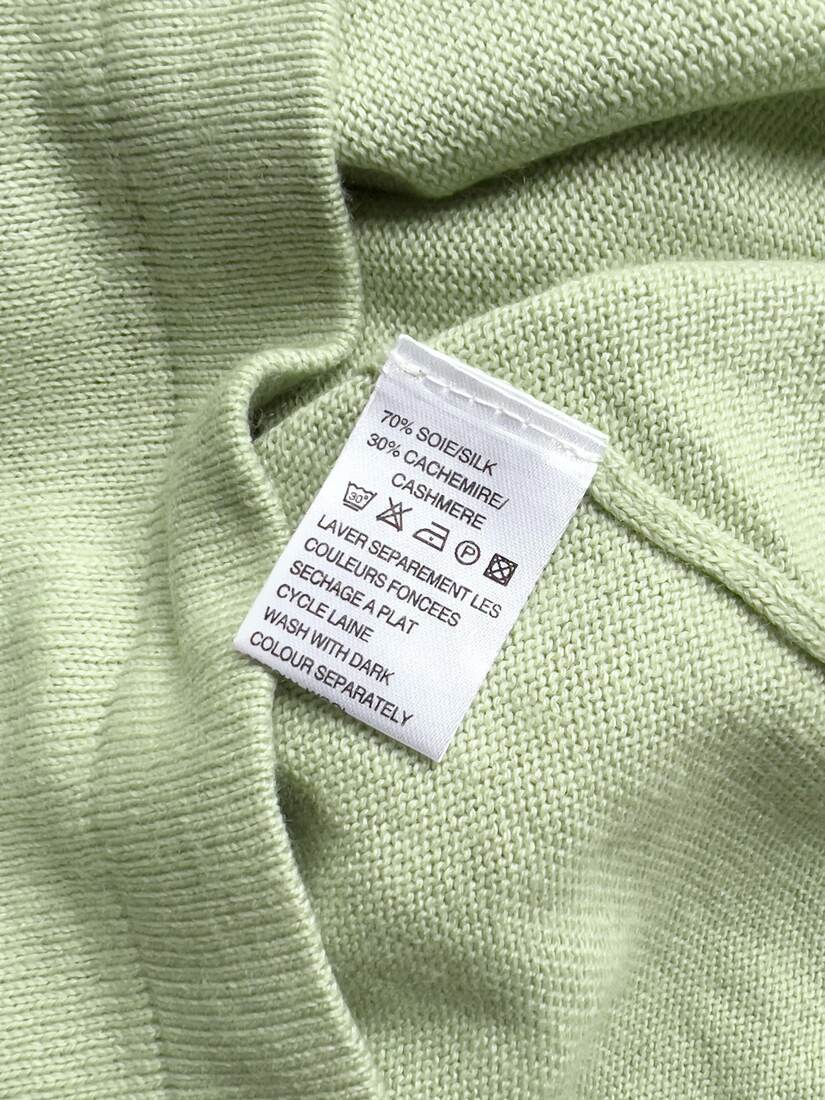 70% SOIE/SILK
30% CACHEMIRE/
CASHMERE
30° P
LAVER SEPAREMENT LES
COULEURS FONCEES
SECHAGE A PLAT
CYCLE LAINE
WASH WITH DARK
COLOUR SEPARATELY